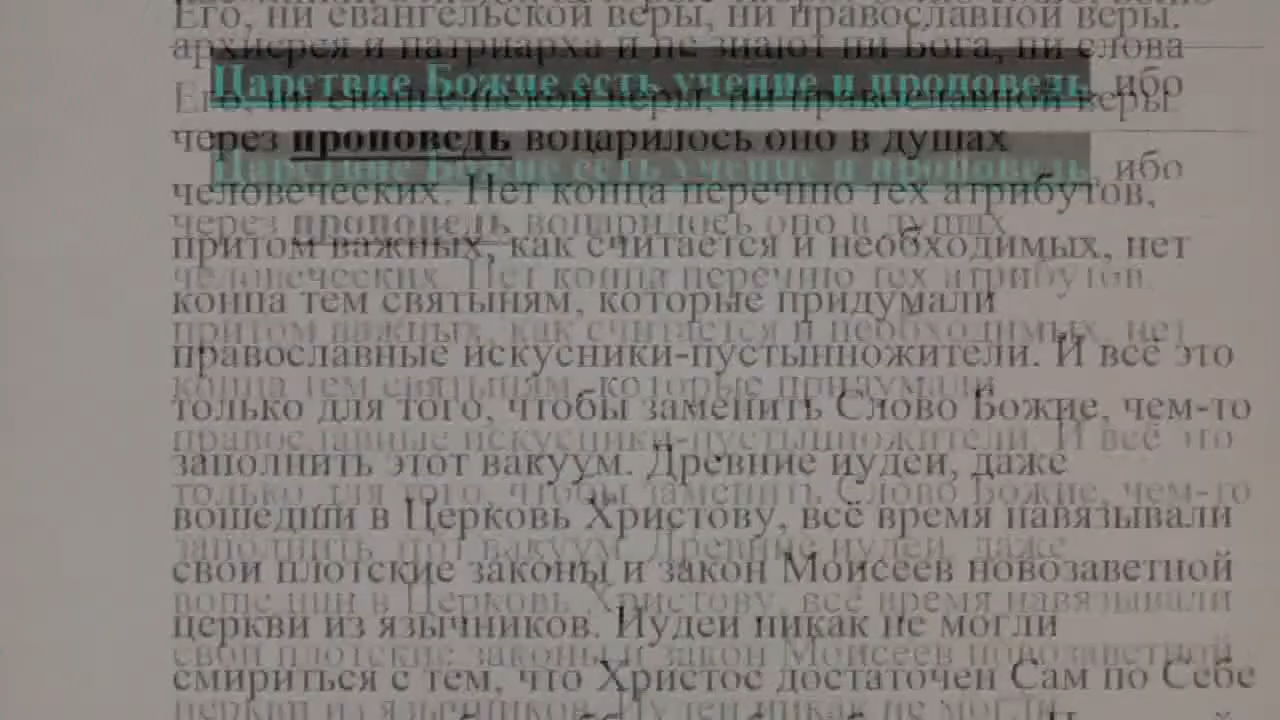 Его, ни евангельской веры, ни православной веры.
Царствие Божие есть учение и проповедь, ибо
через проповедь воцарилось оно в душах
человеческих. Нет конца перечню тех атрибутов,
притом важных, как считается и необходимых, нет
конца тем святыням, которые придумали
православные искусники-пустынножители. И всё это
только для того, чтобы заменить Слово Божие, чем-то
заполнить этот вакуум. Древние иудеи, даже
вошедши в Церковь Христову, всё время навязывали
свои плотские законы и закон Моисеев новозаветной
церкви из язычников. Иудеи никак не могли
смириться с тем, что Христос достаточен Сам по Себе